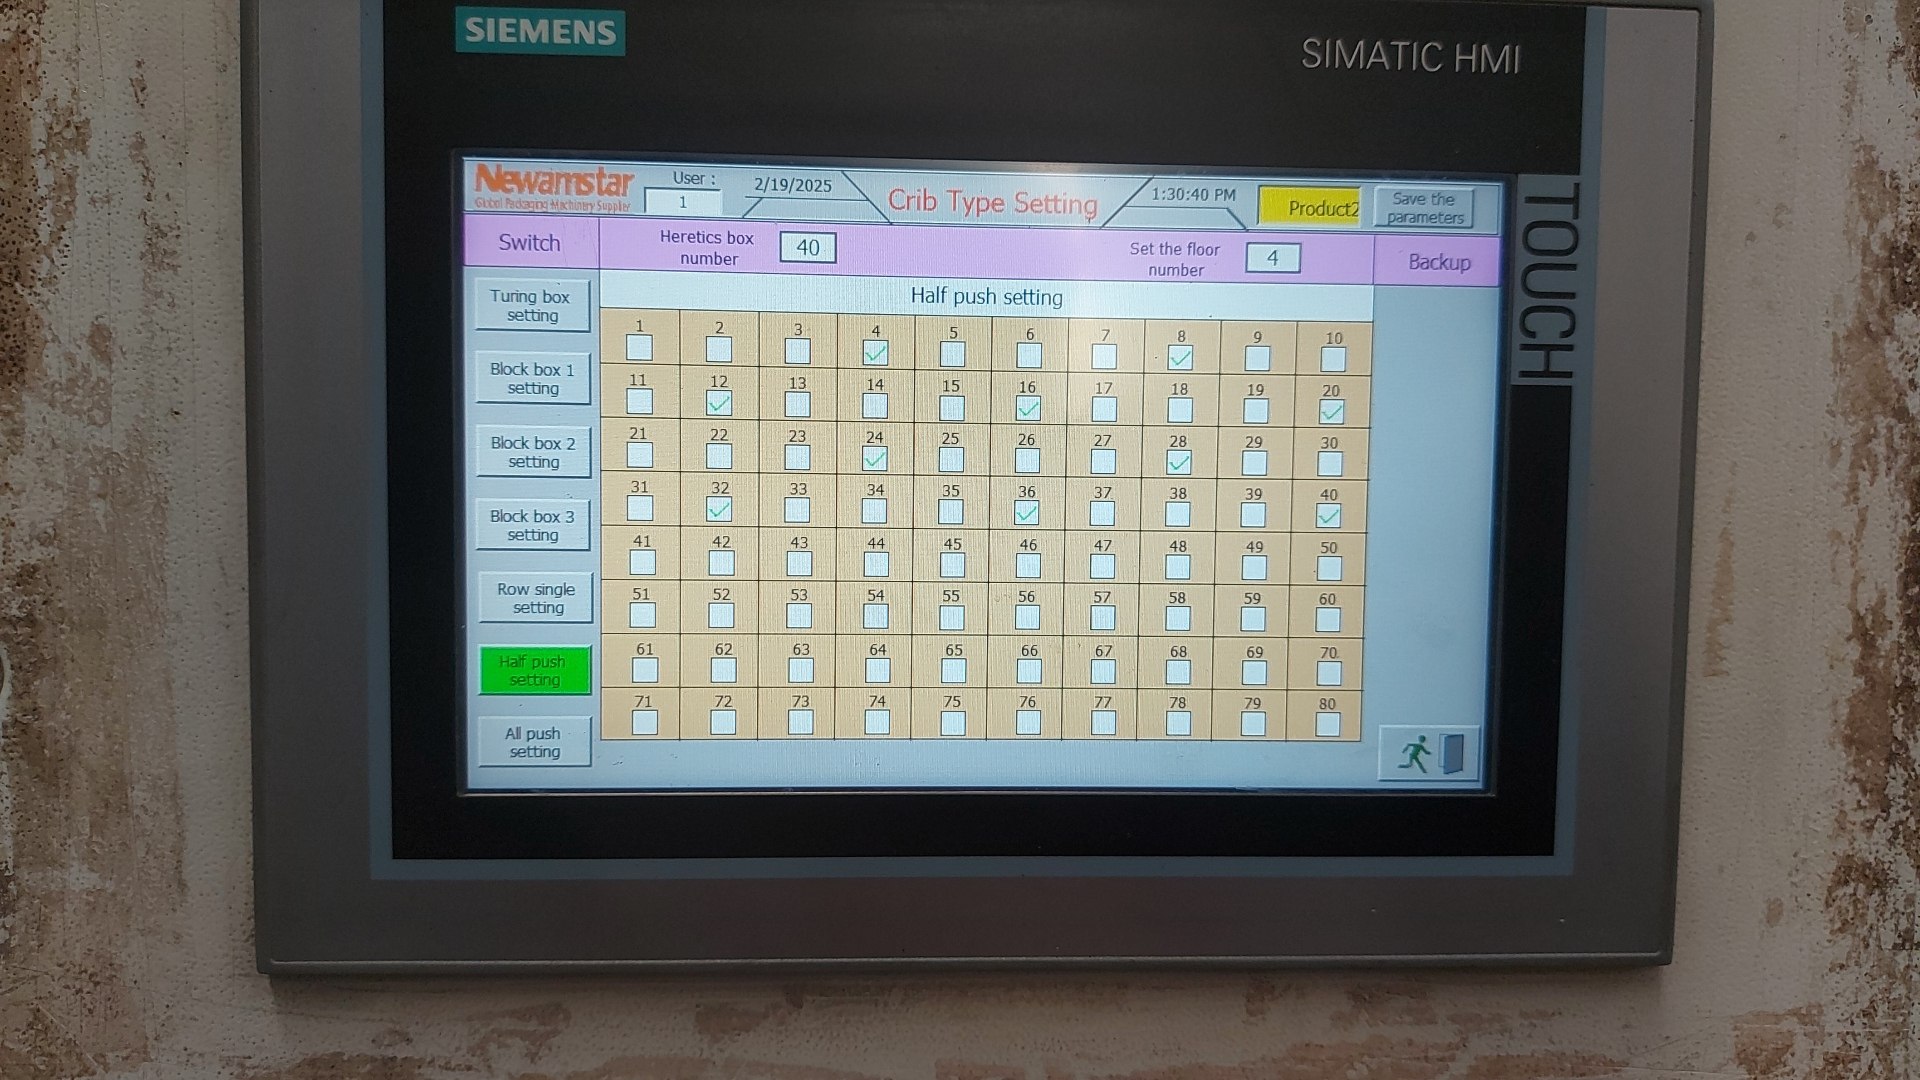 SIEMENS
SIMATIC HMI
TOUCH
Newamstar
Global Packaging Machinery Supplier
User :
1
2/19/2025
Crib Type Setting
1:30:40 PM
Product2
Save the
parameters
Switch
Heretics box
number
40
Set the floor
number
4
Backup
Turing box
setting
Block box 1
setting
Block box 2
setting
Block box 3
setting
Row single
setting
Half push
setting
All push
setting
Half push setting
1 2 3 4 5 6 7 8 9 10
11 12 13 14 15 16 17 18 19 20
21 22 23 24 25 26 27 28 29 30
31 32 33 34 35 36 37 38 39 40
41 42 43 44 45 46 47 48 49 50
51 52 53 54 55 56 57 58 59 60
61 62 63 64 65 66 67 68 69 70
71 72 73 74 75 76 77 78 79 80